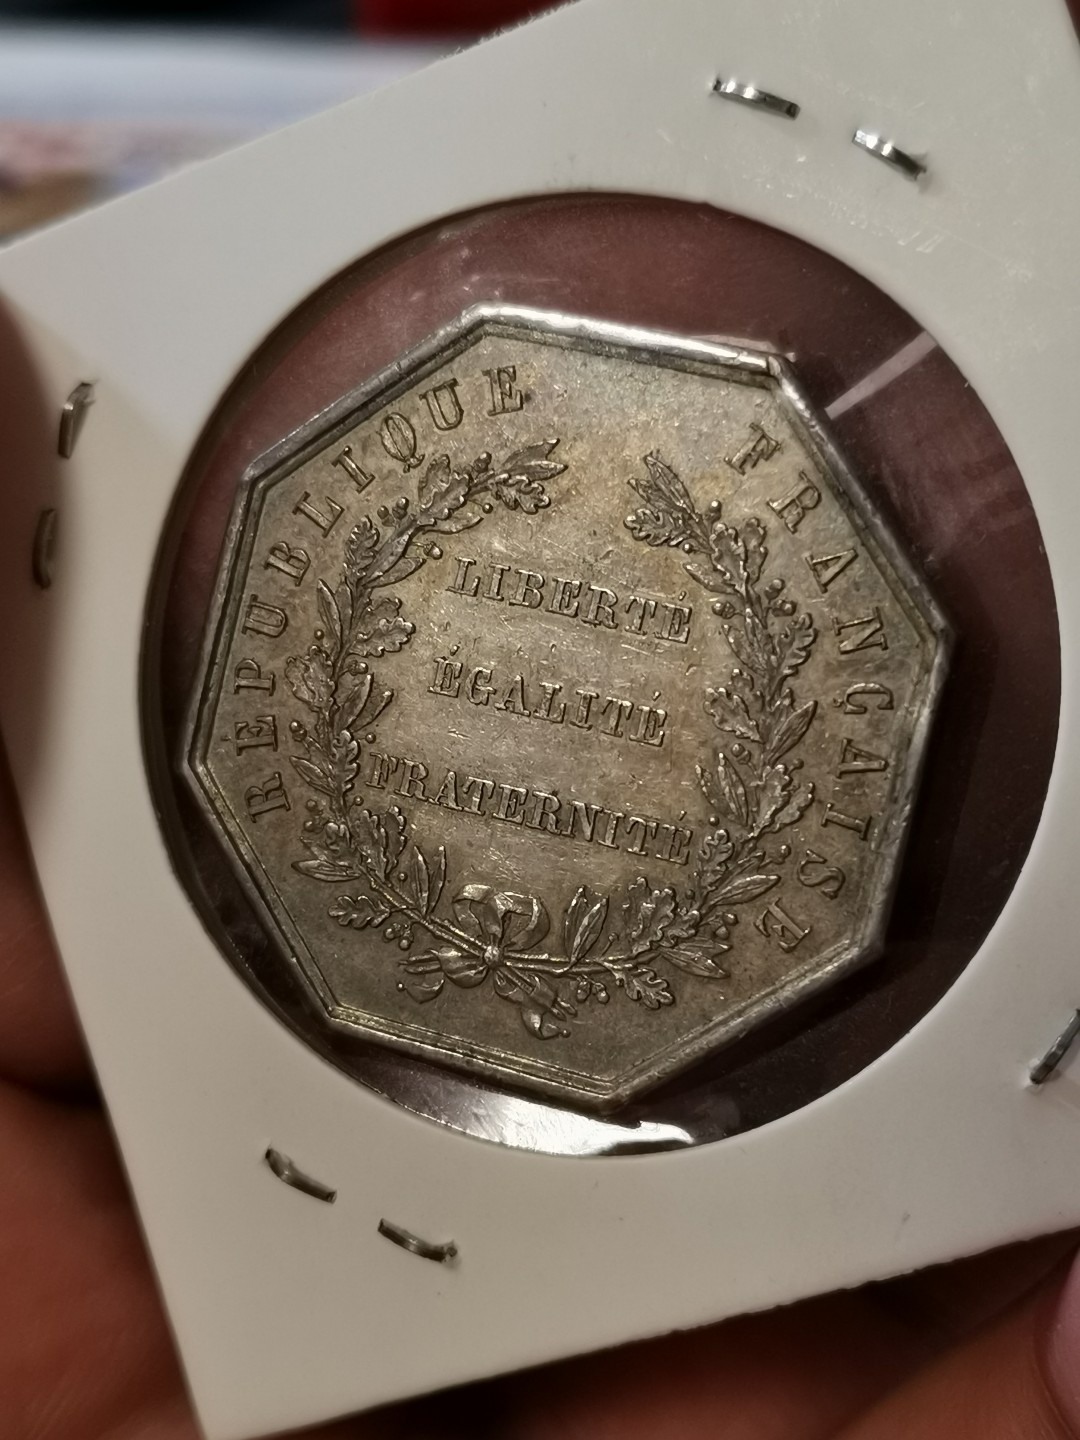 RÉPUBLIQUE FRANÇAISE
LIBERTÉ
ÉGALITÉ
FRATERNITÉ